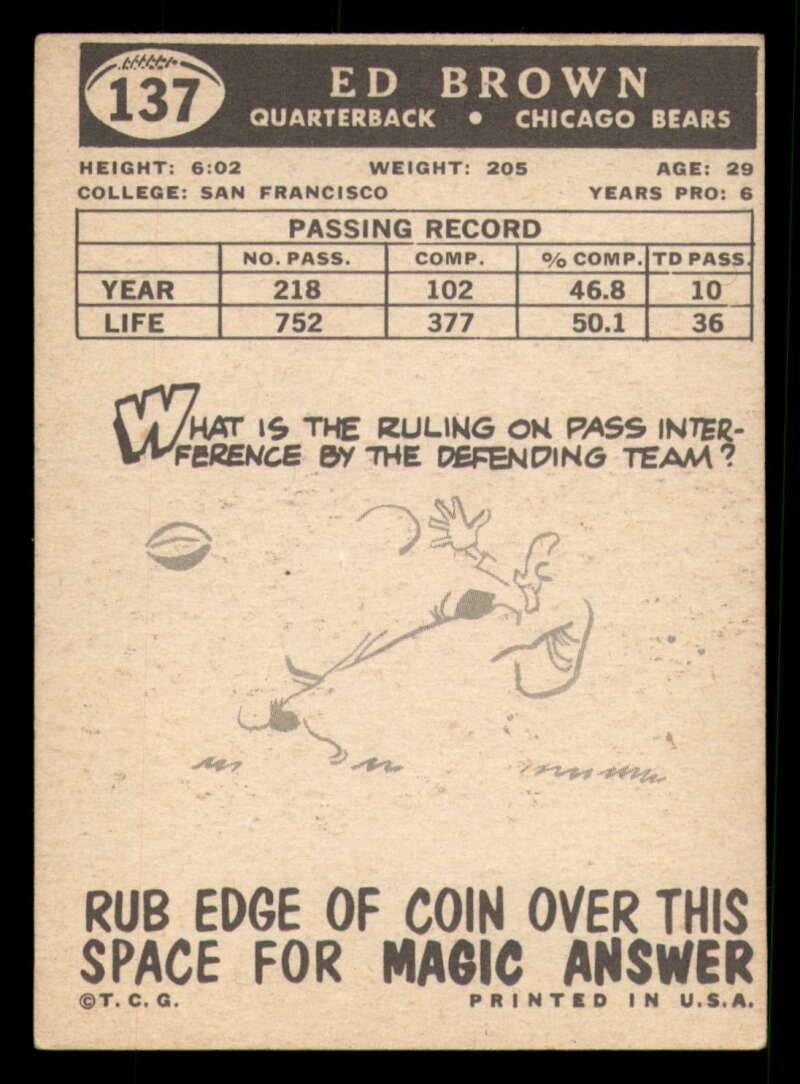 137
ED BROWN
QUARTERBACK • CHICAGO BEARS
HEIGHT: 6:02 WEIGHT: 205 AGE: 29
COLLEGE: SAN FRANCISCO YEARS PRO: 6
PASSING RECORD
NO. PASS. COMP. % COMP. TD PASS.
YEAR 218 102 46.8 10
LIFE 752 377 50.1 36
WHAT IS THE RULING ON PASS INTER-
FERENCE BY THE DEFENDING TEAM?
RUB EDGE OF COIN OVER THIS
SPACE FOR MAGIC ANSWER
©T.C.G. PRINTED IN U.S.A.